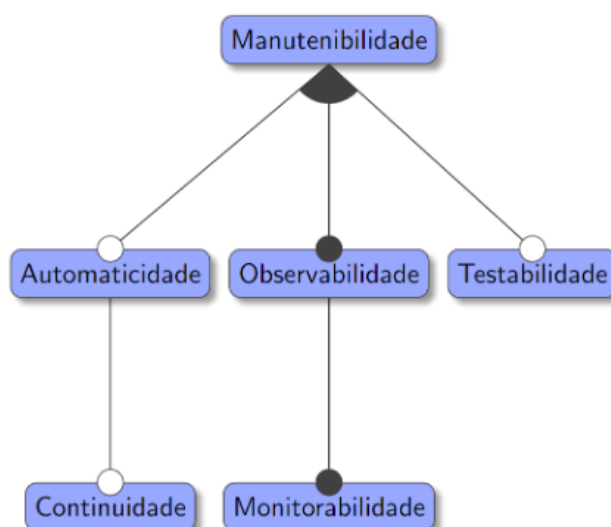 Manutenibilidade
Automaticidade
Observabilidade
Testabilidade
Continuidade
Monitorabilidade